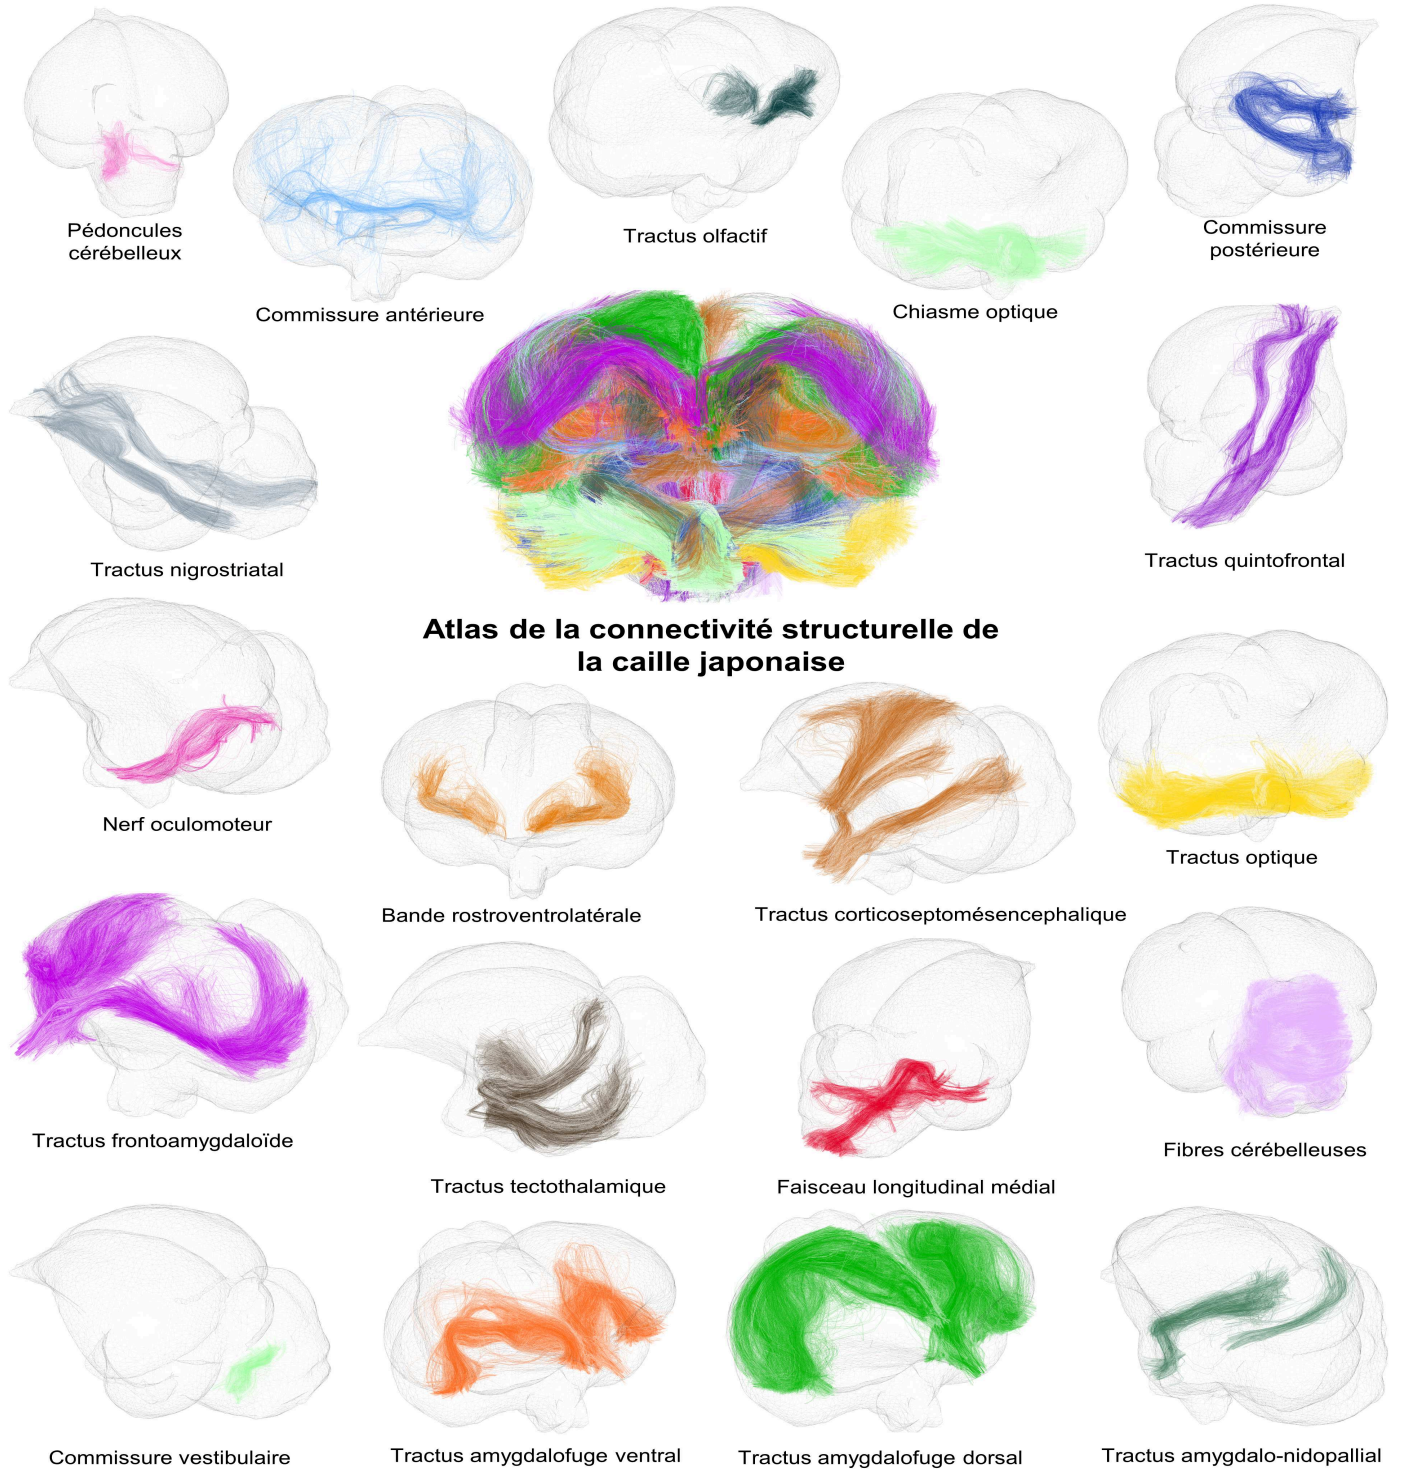 Pédoncules
cérébelleux
Commissure antérieure
Tractus olfactif
Chiasme optique
Commissure
postérieure
Tractus nigrostriatal
Tractus quintofrontal
Atlas de la connectivité structurelle de
la caille japonaise
Nerf oculomoteur
Bande rostroventrolatérale
Tractus corticoseptomésencephalique
Tractus optique
Tractus frontoamygdaloïde
Tractus tectothalamique
Faisceau longitudinal médial
Fibres cérébelleuses
Commissure vestibulaire
Tractus amygdalofuge ventral
Tractus amygdalofuge dorsal
Tractus amygdalo-nidopallial